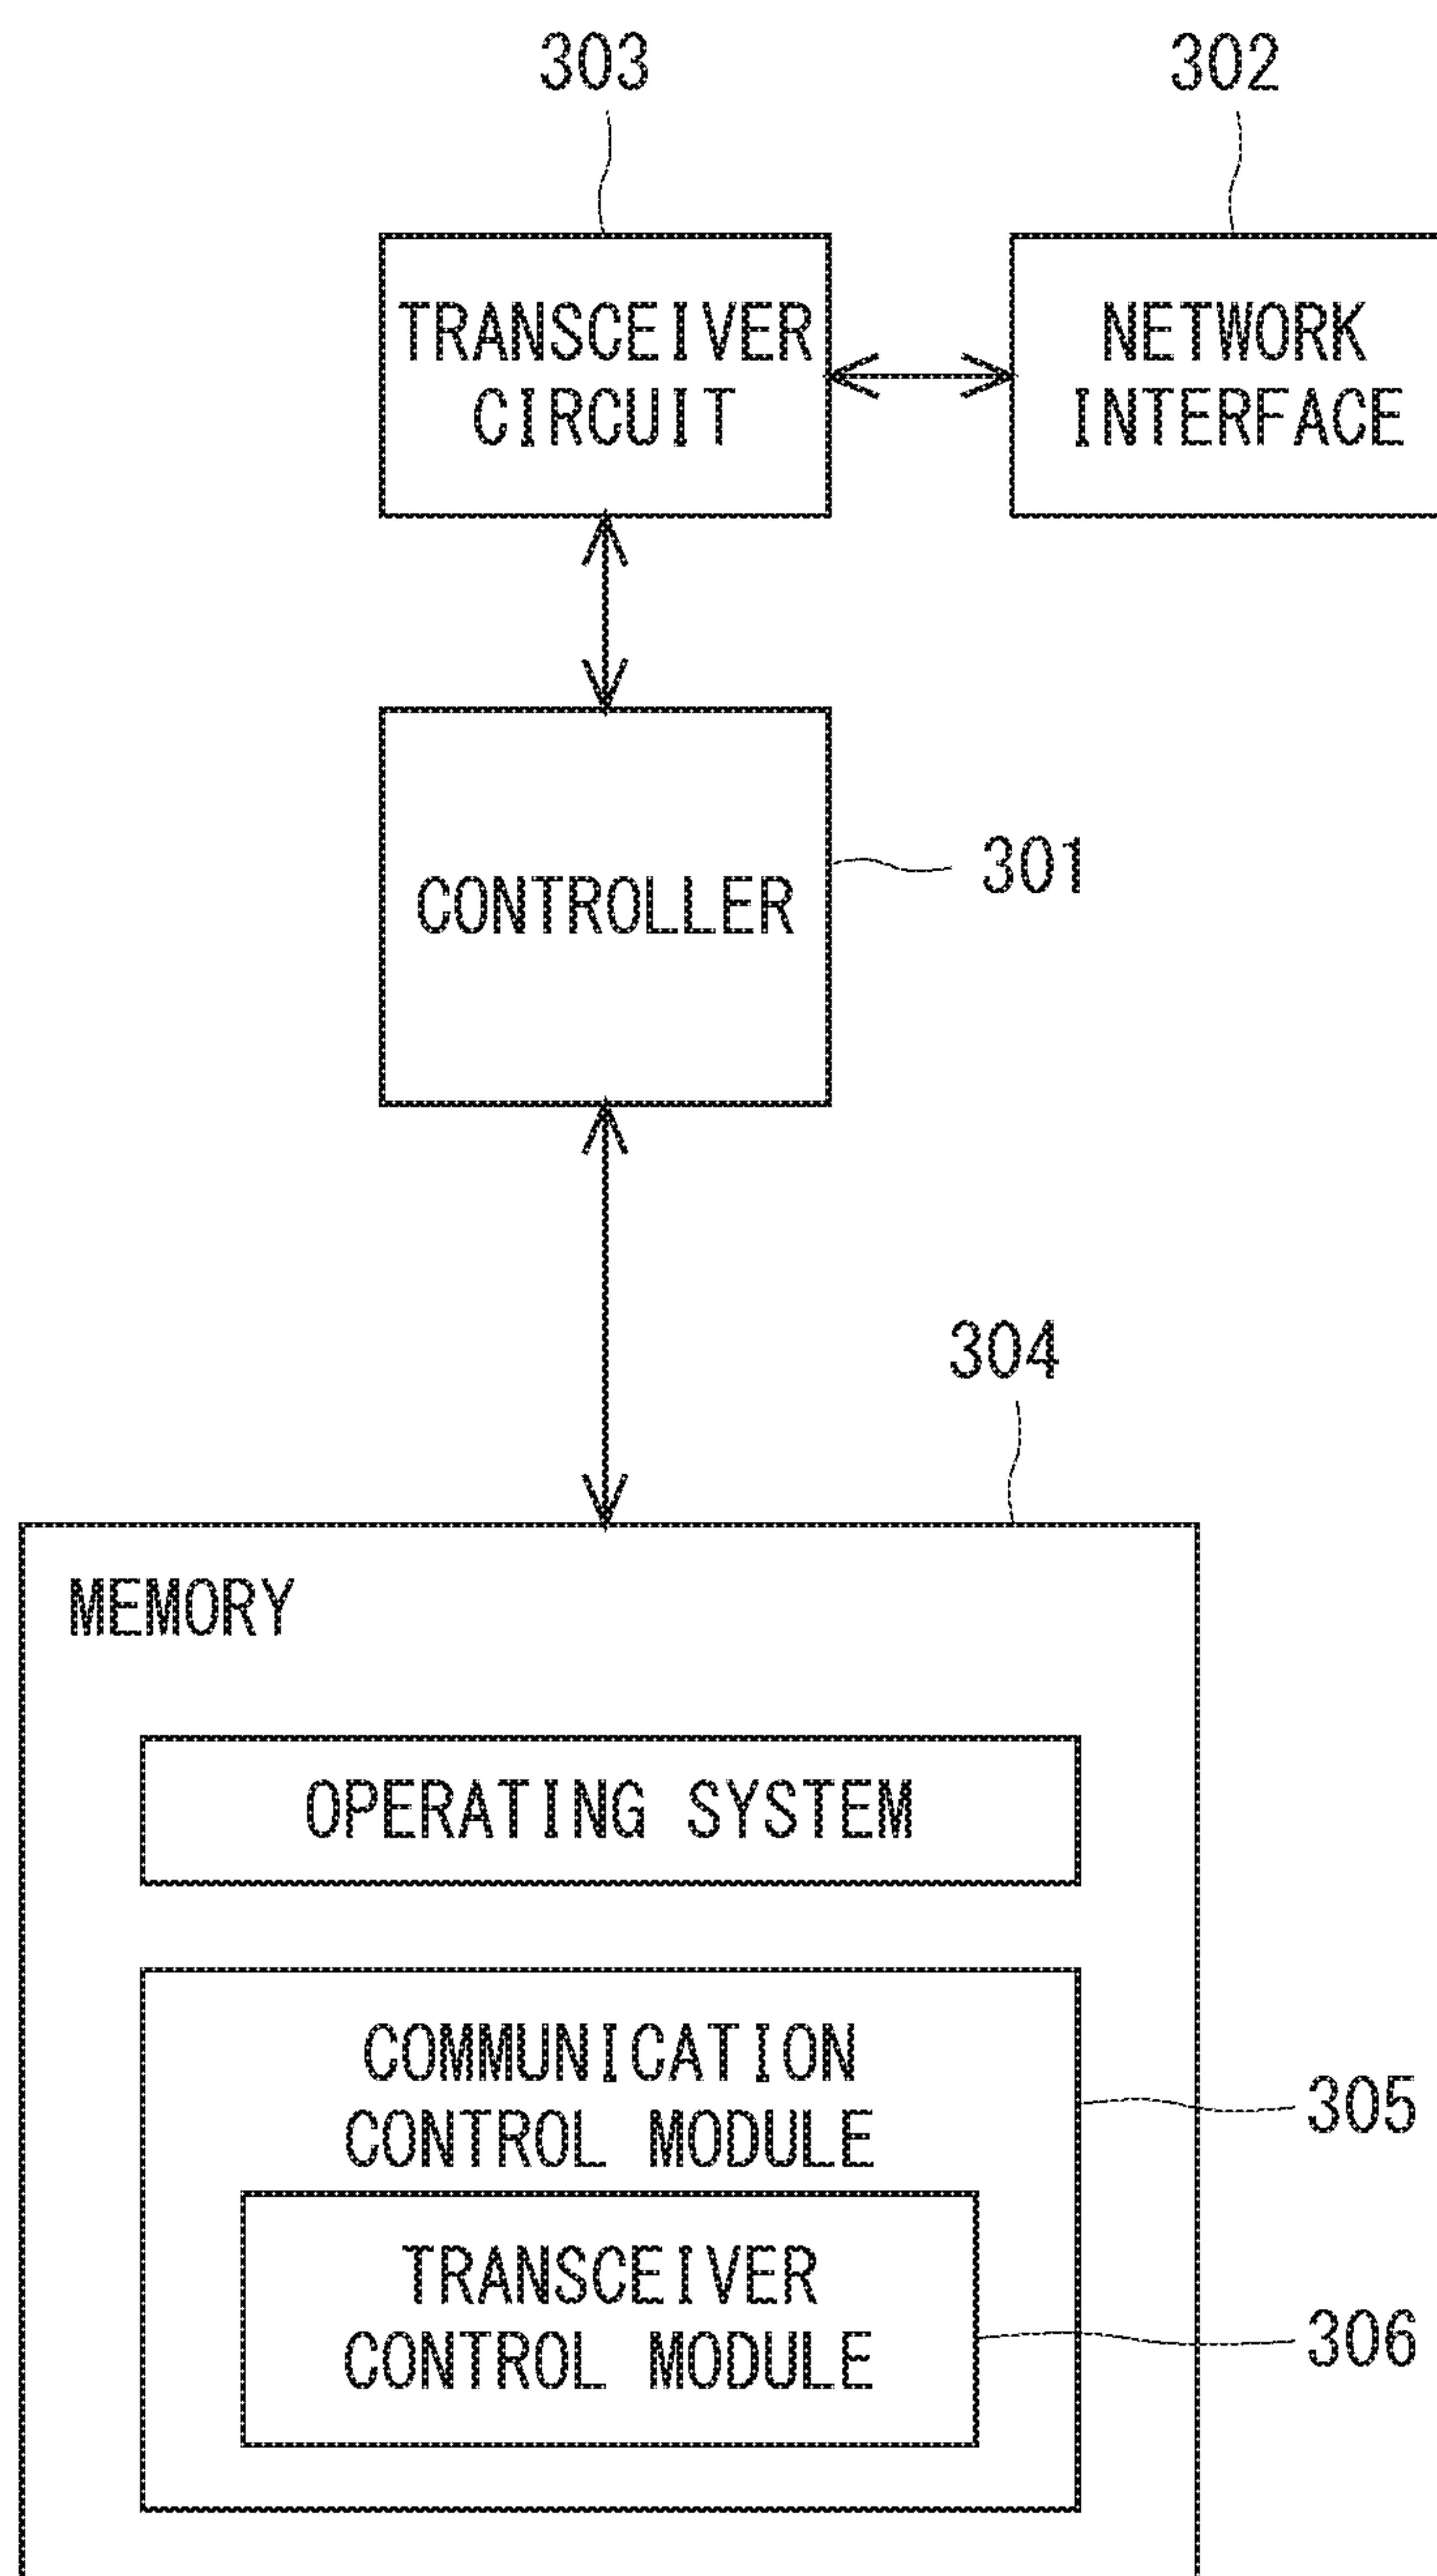 303
302
TRANSCEIVER
CIRCUIT
NETWORK
INTERFACE
CONTROLLER
301
304
MEMORY
OPERATING SYSTEM
COMMUNICATION
CONTROL MODULE
305
TRANSCEIVER
CONTROL MODULE
306